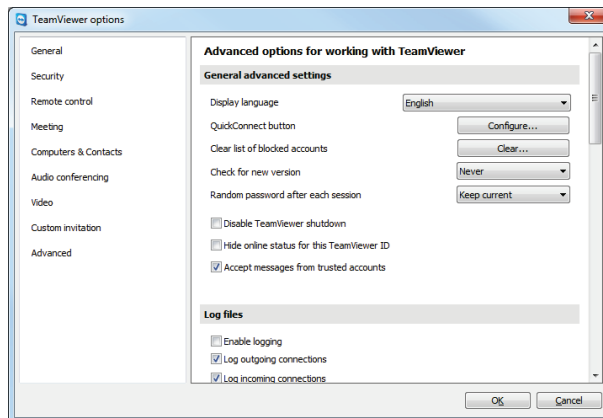 TeamViewer options
General
Security
Remote control
Meeting
Computers & Contacts
Audio conferencing
Video
Custom invitation
Advanced
Advanced options for working with TeamViewer
General advanced settings
Display language English
QuickConnect button Configure...
Clear list of blocked accounts Clear...
Check for new version Never
Random password after each session Keep current
Disable TeamViewer shutdown
Hide online status for this TeamViewer ID
Accept messages from trusted accounts
Log files
Enable logging
Log outgoing connections
Log incoming connections
OK Cancel